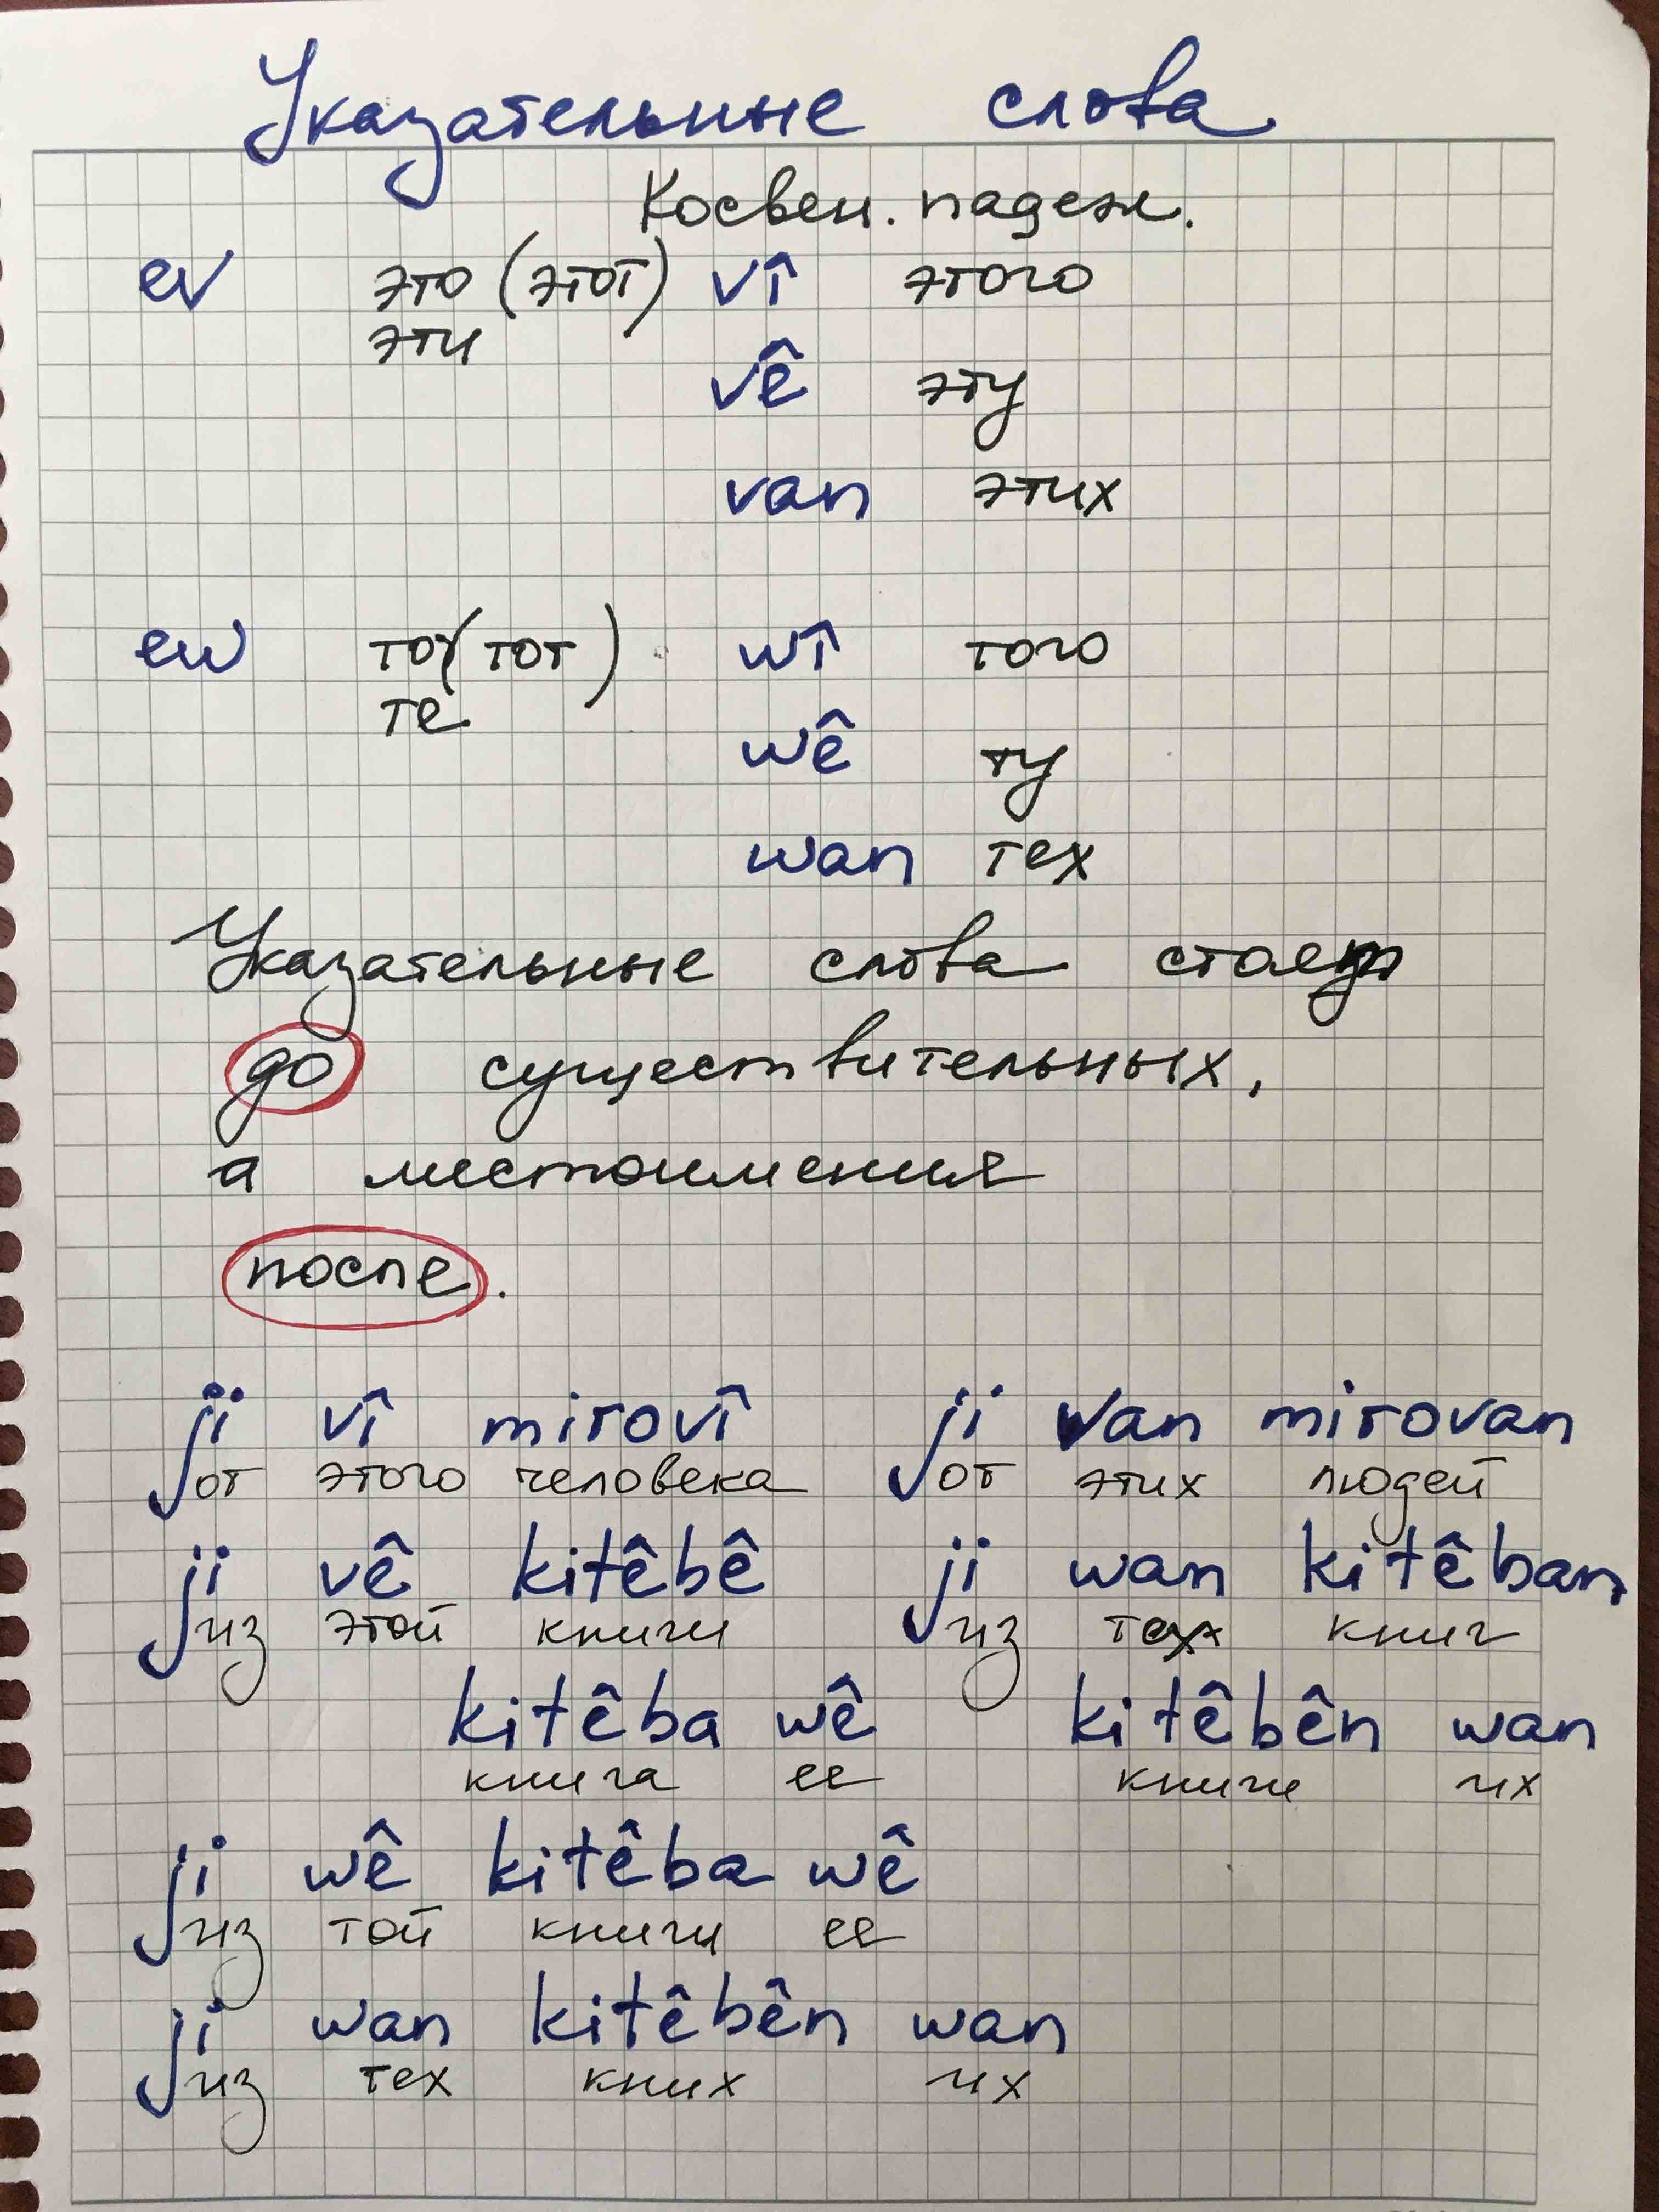 Указательные слова
Косвен. падеж.
ev это (этот) vî этого
эти
vê эту
van этих
ew то (тот) wî того
те
wê ту
wan тех
Указательные слова стоят
до существительных,
а местоимения
после.
ji vî mirovî ji van mirovan
от этого человека от этих людей
ji vê kitêbê ji wan kitêban
из этой книги из тех книг
kitêba wê kitêbên wan
книга ее книги их
ji wê kitêba wê
из той книги ее
ji wan kitêbên wan
из тех кних их